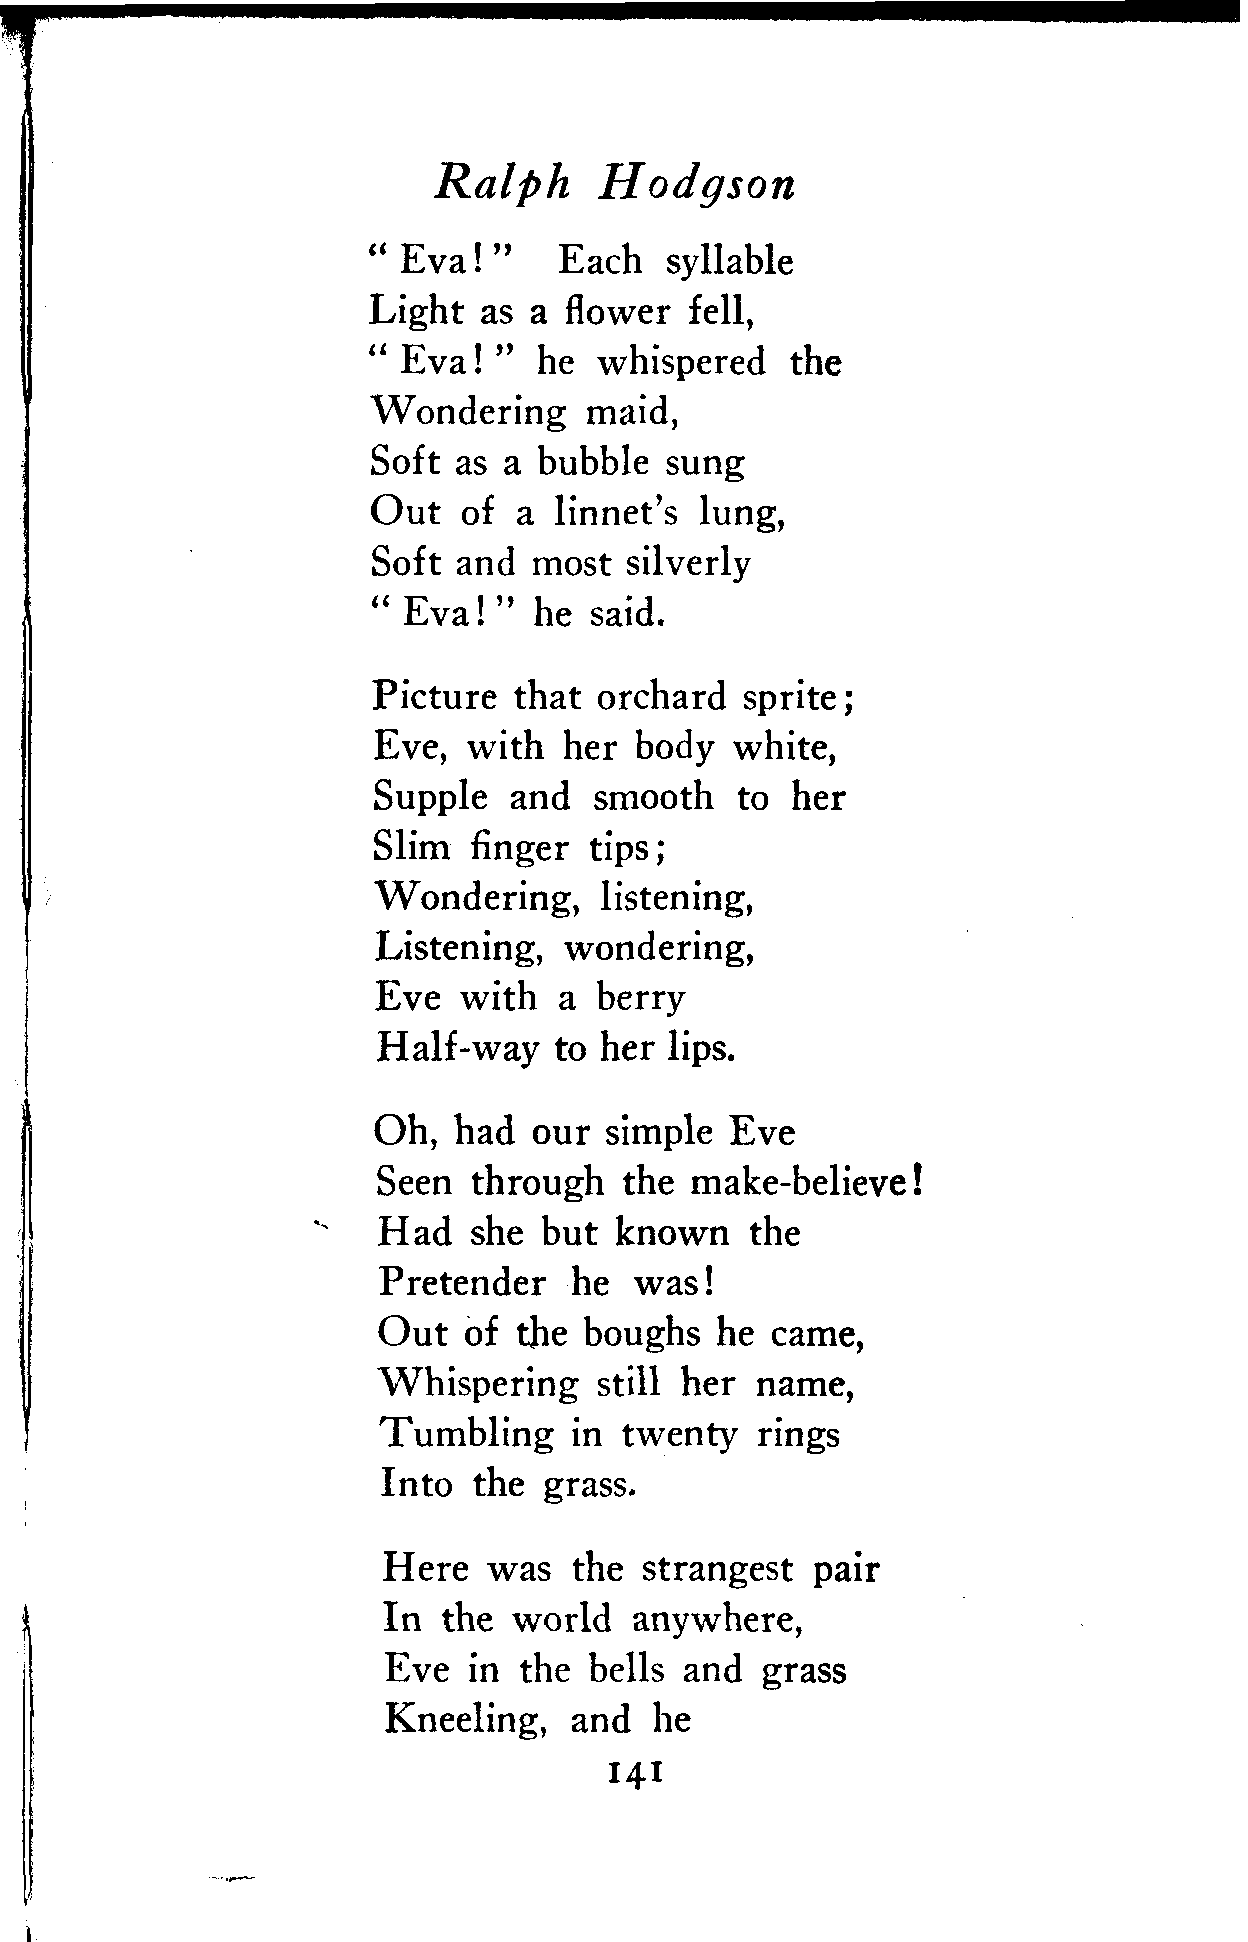 Ralph Hodgson
“ Eva! ” Each syllable
Light as a flower fell,
“ Eva! ” he whispered the
Wondering maid,
Soft as a bubble sung
Out of a linnet’s lung,
Soft and most silverly
“ Eva! ” he said.
Picture that orchard sprite;
Eve, with her body white,
Supple and smooth to her
Slim finger tips;
Wondering, listening,
Listening, wondering,
Eve with a berry
Half-way to her lips.
Oh, had our simple Eve
Seen through the make-believe!
Had she but known the
Pretender he was!
Out of the boughs he came,
Whispering still her name,
Tumbling in twenty rings
Into the grass.
Here was the strangest pair
In the world anywhere,
Eve in the bells and grass
Kneeling, and he
141